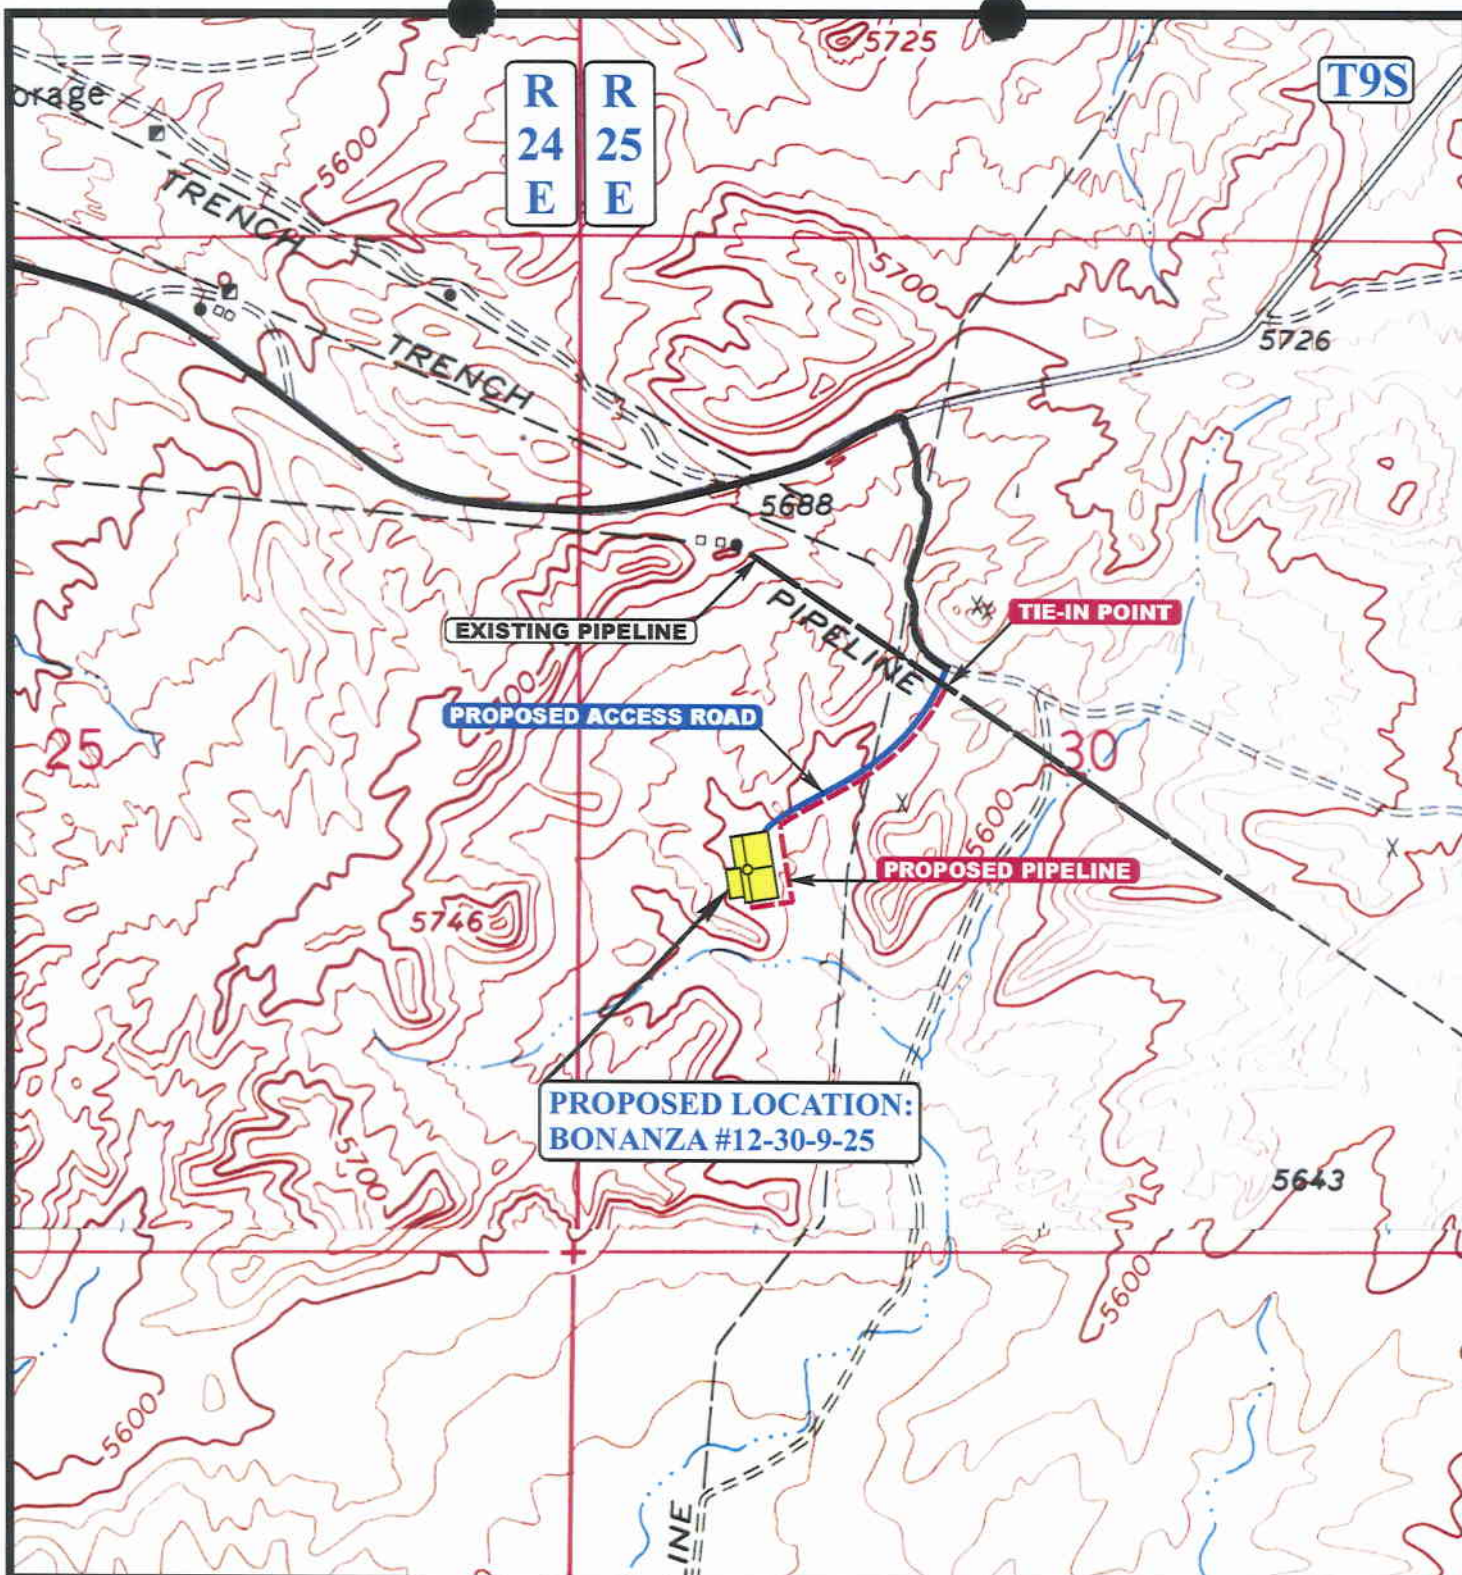 5725
R
24
E
R
25
E
T9S
orage
5600
TRENCH
5700
5726
TRENCH
5688
EXISTING PIPELINE
PIPELINE
TIE-IN POINT
PROPOSED ACCESS ROAD
25
30
5600
PROPOSED PIPELINE
5746
PROPOSED LOCATION:
BONANZA #12-30-9-25
5700
5643
5600
5600
INE